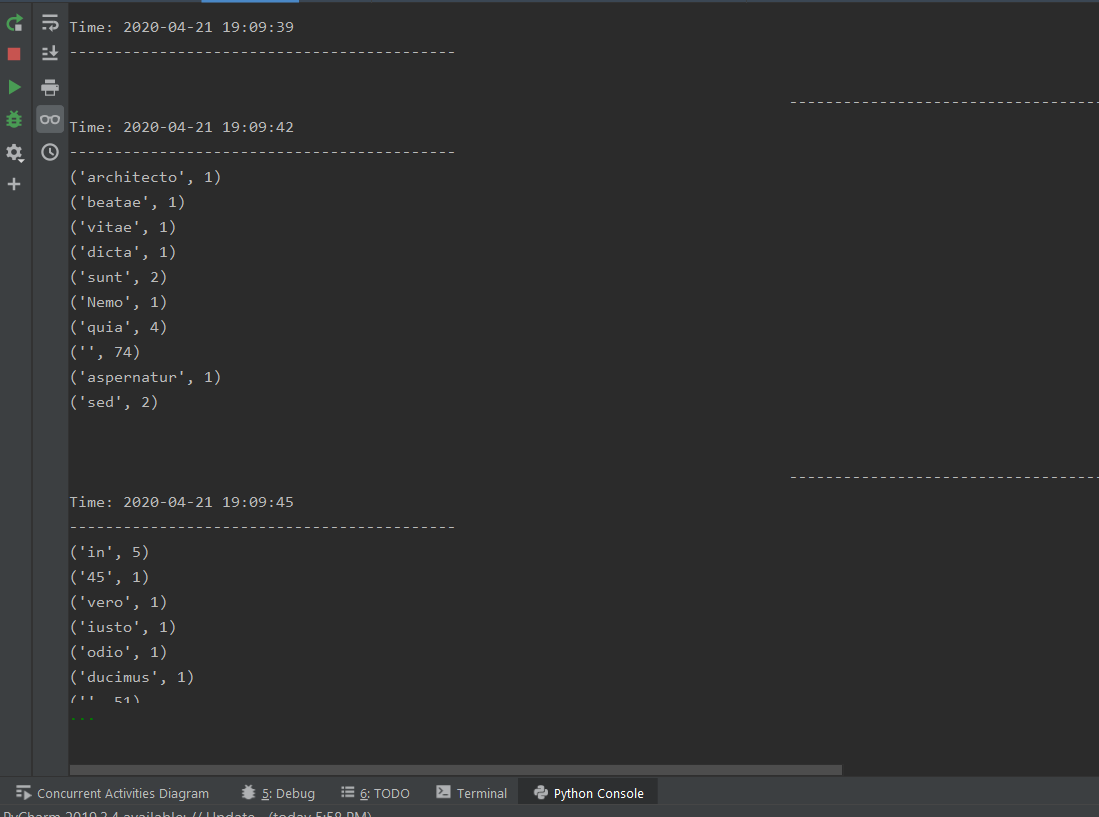 Time: 2020-04-21 19:09:39
-------------------------------------------
----------------------------------
Time: 2020-04-21 19:09:42
-------------------------------------------
('architecto', 1)
('beatae', 1)
('vitae', 1)
('dicta', 1)
('sunt', 2)
('Nemo', 1)
('quia', 4)
('', 74)
('aspernatur', 1)
('sed', 2)
----------------------------------
Time: 2020-04-21 19:09:45
-------------------------------------------
('in', 5)
('45', 1)
('vero', 1)
('iusto', 1)
('odio', 1)
('ducimus', 1)
('', 51)
...
Concurrent Activities Diagram 5: Debug 6: TODO Terminal Python Console
PyCharm 2019.3.4 available: // Update... (today 5:58 PM)